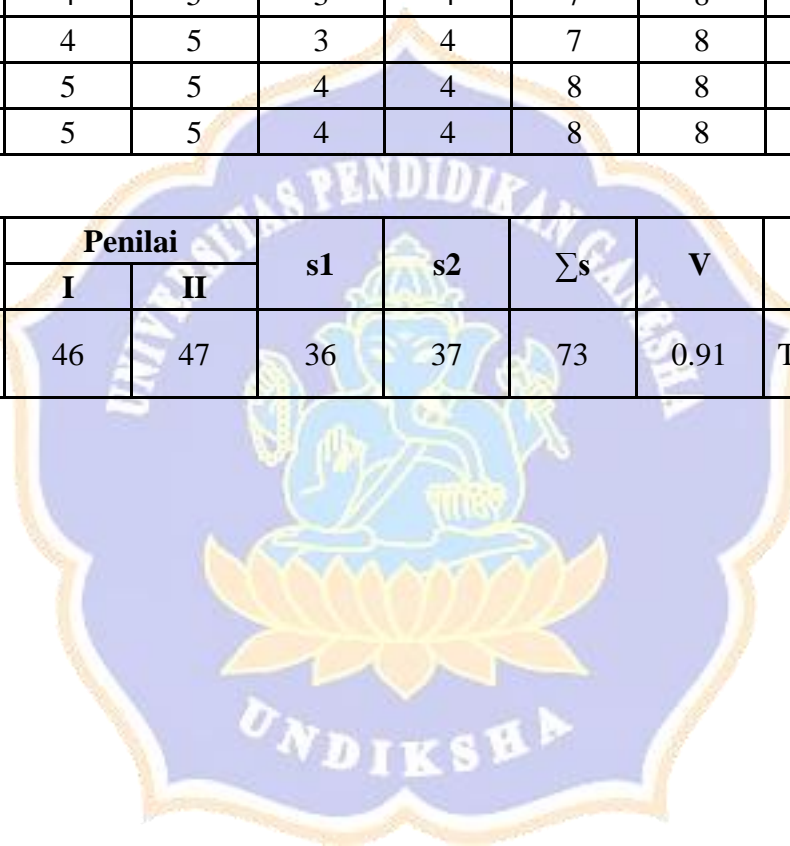 4 5 3 4 7 8
5 5 4 4 8 8
5 5 4 4 8 8
Penilai s1 s2 ∑s V
I II
46 47 36 37 73 0.91
UNIVERSITAS PENDIDIKAN GANESHA
UNDIKSHA